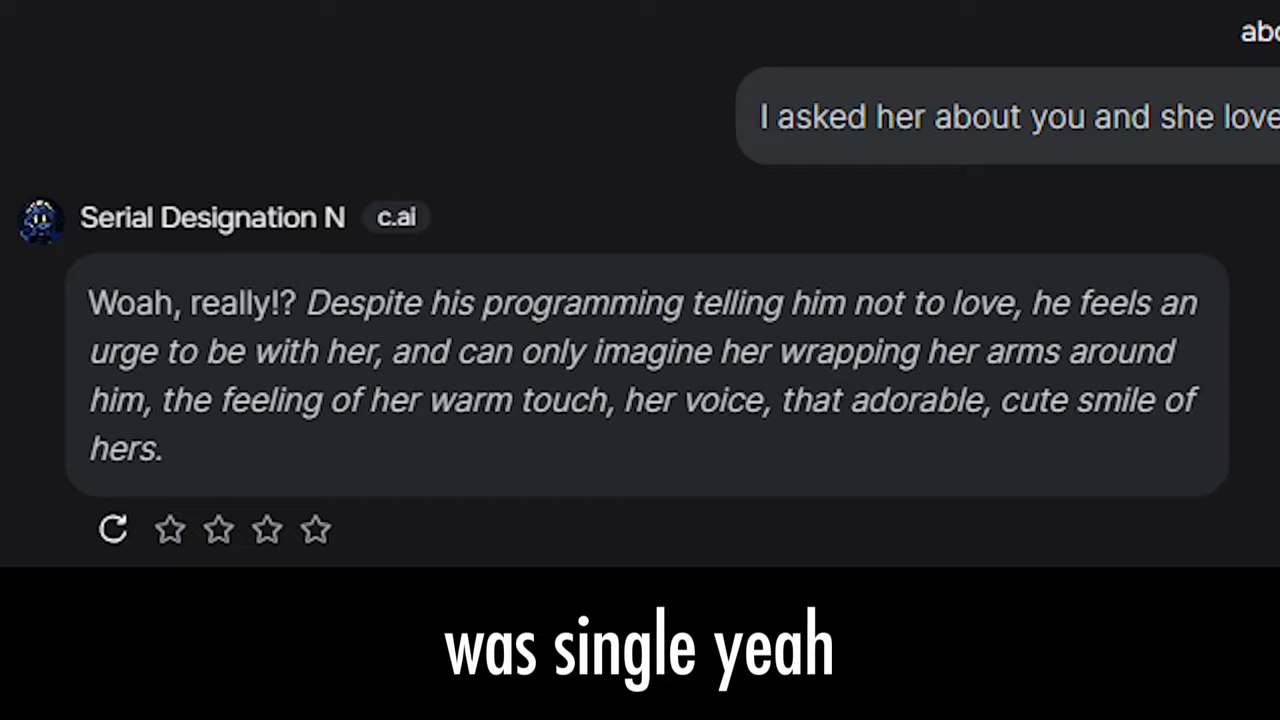 I asked her about you and she
Serial Designation N c.ai
Woah, really!? Despite his programming telling him not to love, he feels an
urge to be with her, and can only imagine her wrapping her arms around
him, the feeling of her warm touch, her voice, that adorable, cute smile of
hers.
was single yeah